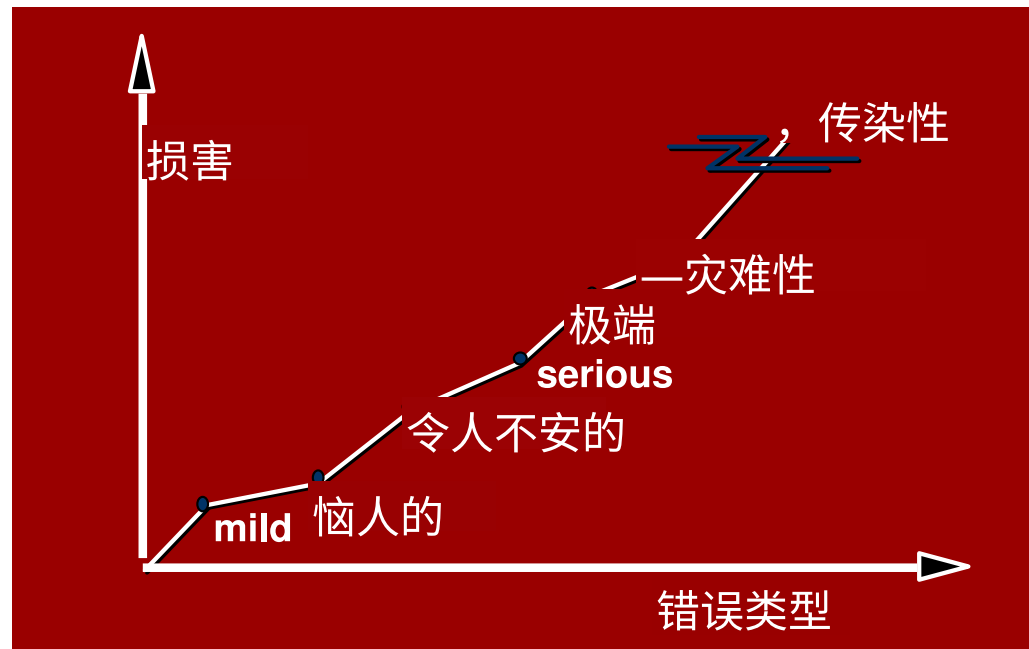 传染性
损害
灾难性
极端
serious
令人不安的
mild
恼人的
错误类型